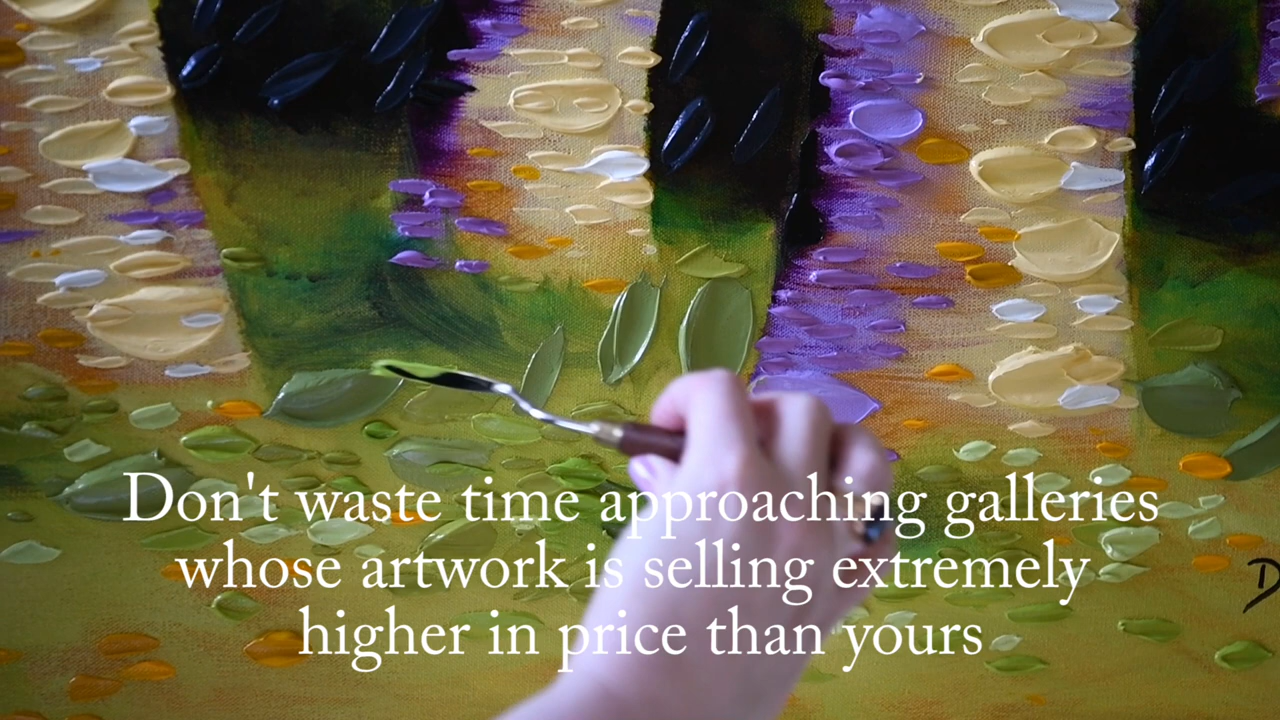 Don't waste time approaching galleries
whose artwork is selling extremely
higher in price than yours